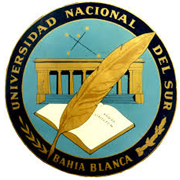 UNIVERSIDAD NACIONAL DEL SUR
BAHIA BLANCA